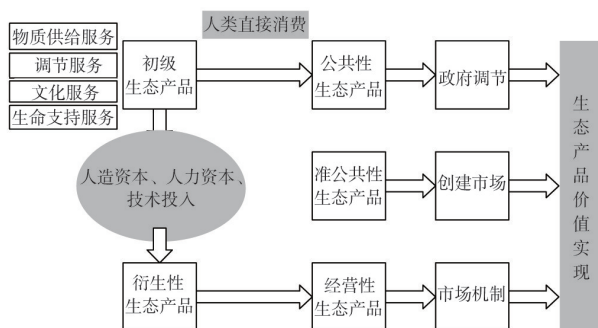 人类直接消费
物质供给服务
调节服务
文化服务
生命支持服务
初级
生态产品
公共性
生态产品
政府调节
人造资本、人力资本、
技术投入
准公共性
生态产品
创建市场
衍生性
生态产品
经营性
生态产品
市场机制
生态产品价值实现